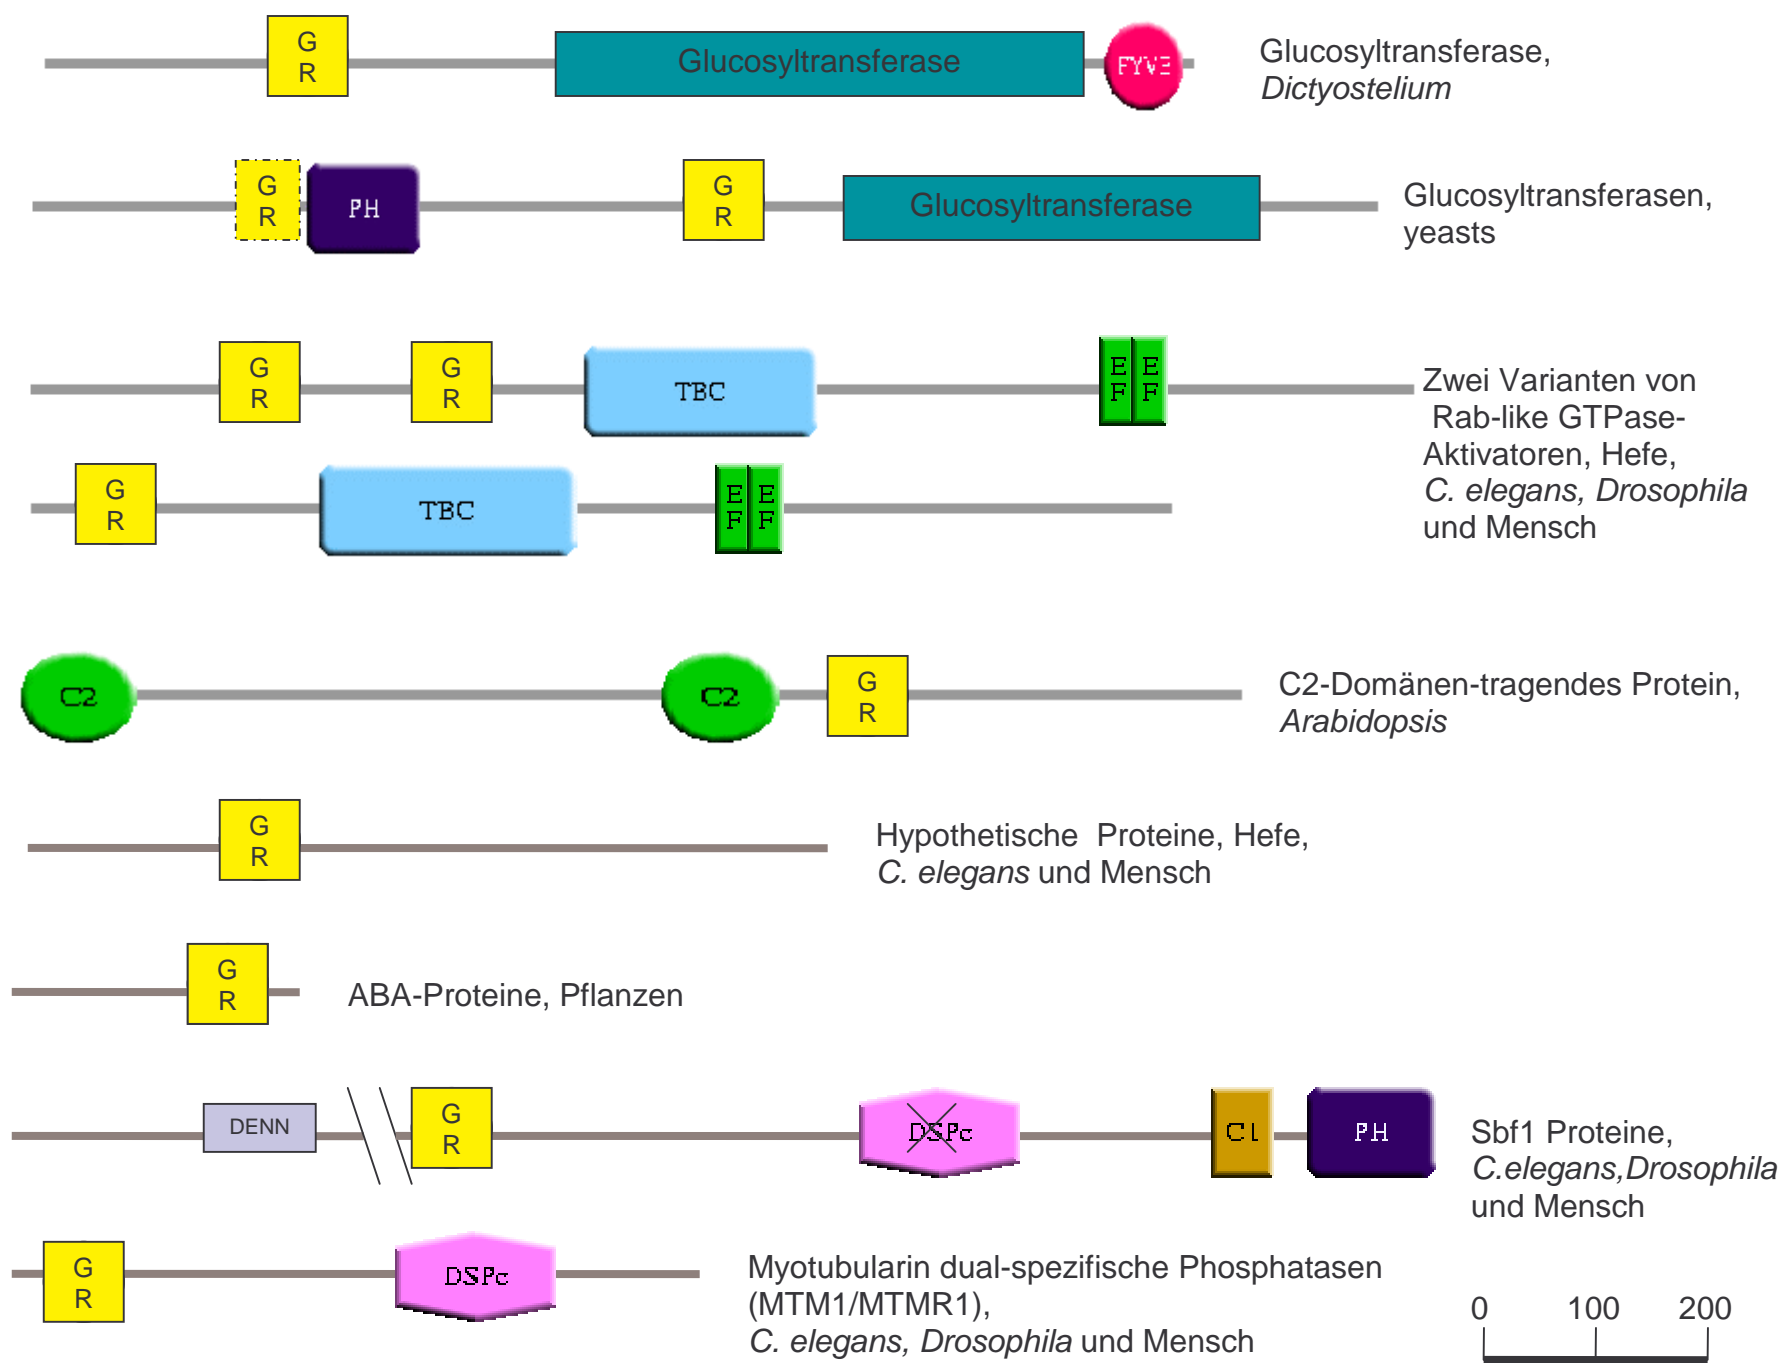 G
R
Glucosyltransferase
FYVE
Glucosyltransferase,
Dictyostelium
G
R
PH
G
R
Glucosyltransferase
Glucosyltransferasen,
yeasts
G
R
G
R
TBC
E
F
E
F
Zwei Varianten von
Rab-like GTPase-
Aktivatoren, Hefe,
C. elegans, Drosophila
und Mensch
G
R
TBC
E
F
E
F
C2
C2
G
R
C2-Domänen-tragendes Protein,
Arabidopsis
G
R
Hypothetische Proteine, Hefe,
C. elegans und Mensch
G
R
ABA-Proteine, Pflanzen
DENN
G
R
DSPc
C1
PH
Sbf1 Proteine,
C.elegans,Drosophila
und Mensch
G
R
DSPc
Myotubularin dual-spezifische Phosphatasen
(MTM1/MTMR1),
C. elegans, Drosophila und Mensch
0 100 200